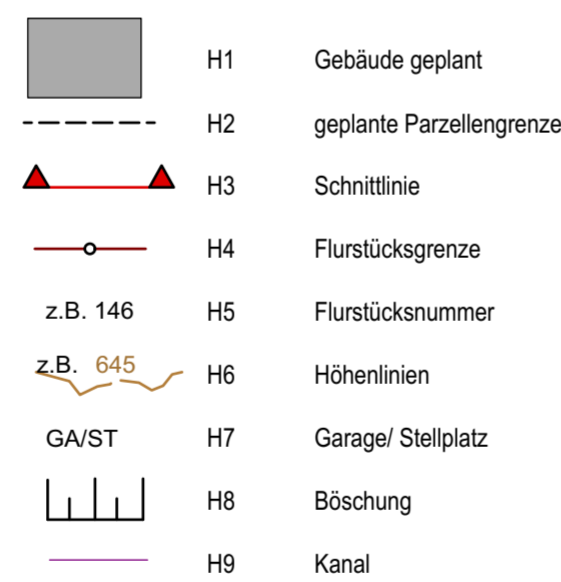 H1 Gebäude geplant
H2 geplante Parzellengrenze
H3 Schnittlinie
H4 Flurstücksgrenze
z.B. 146 H5 Flurstücksnummer
z.B. 645 H6 Höhenlinien
GA/ST H7 Garage/ Stellplatz
H8 Böschung
H9 Kanal